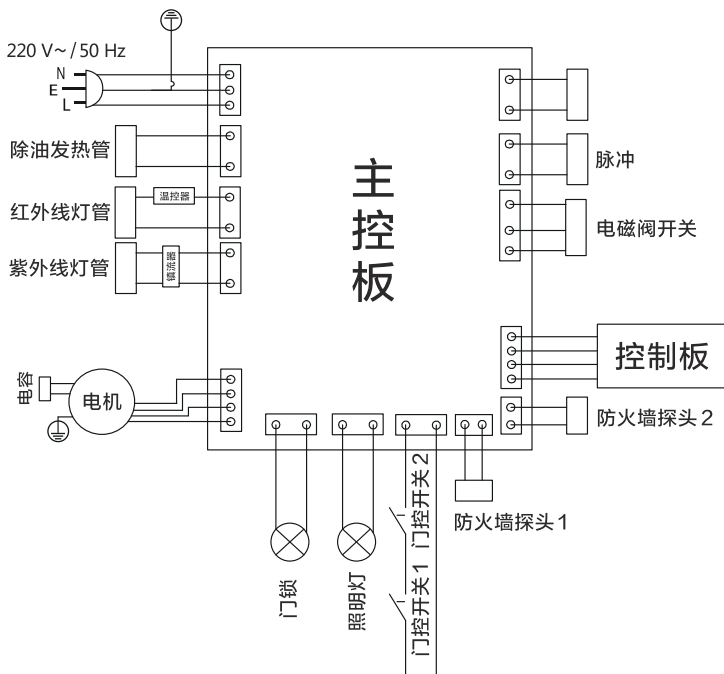 220 V~/50 Hz
N
E
L
除油发热管
温控器
红外线灯管
镇流器
紫外线灯管
主控板
脉冲
电磁阀开关
控制板
电容
电机
防火墙探头2
防火墙探头1
门控开关2
门控开关1
门锁
照明灯